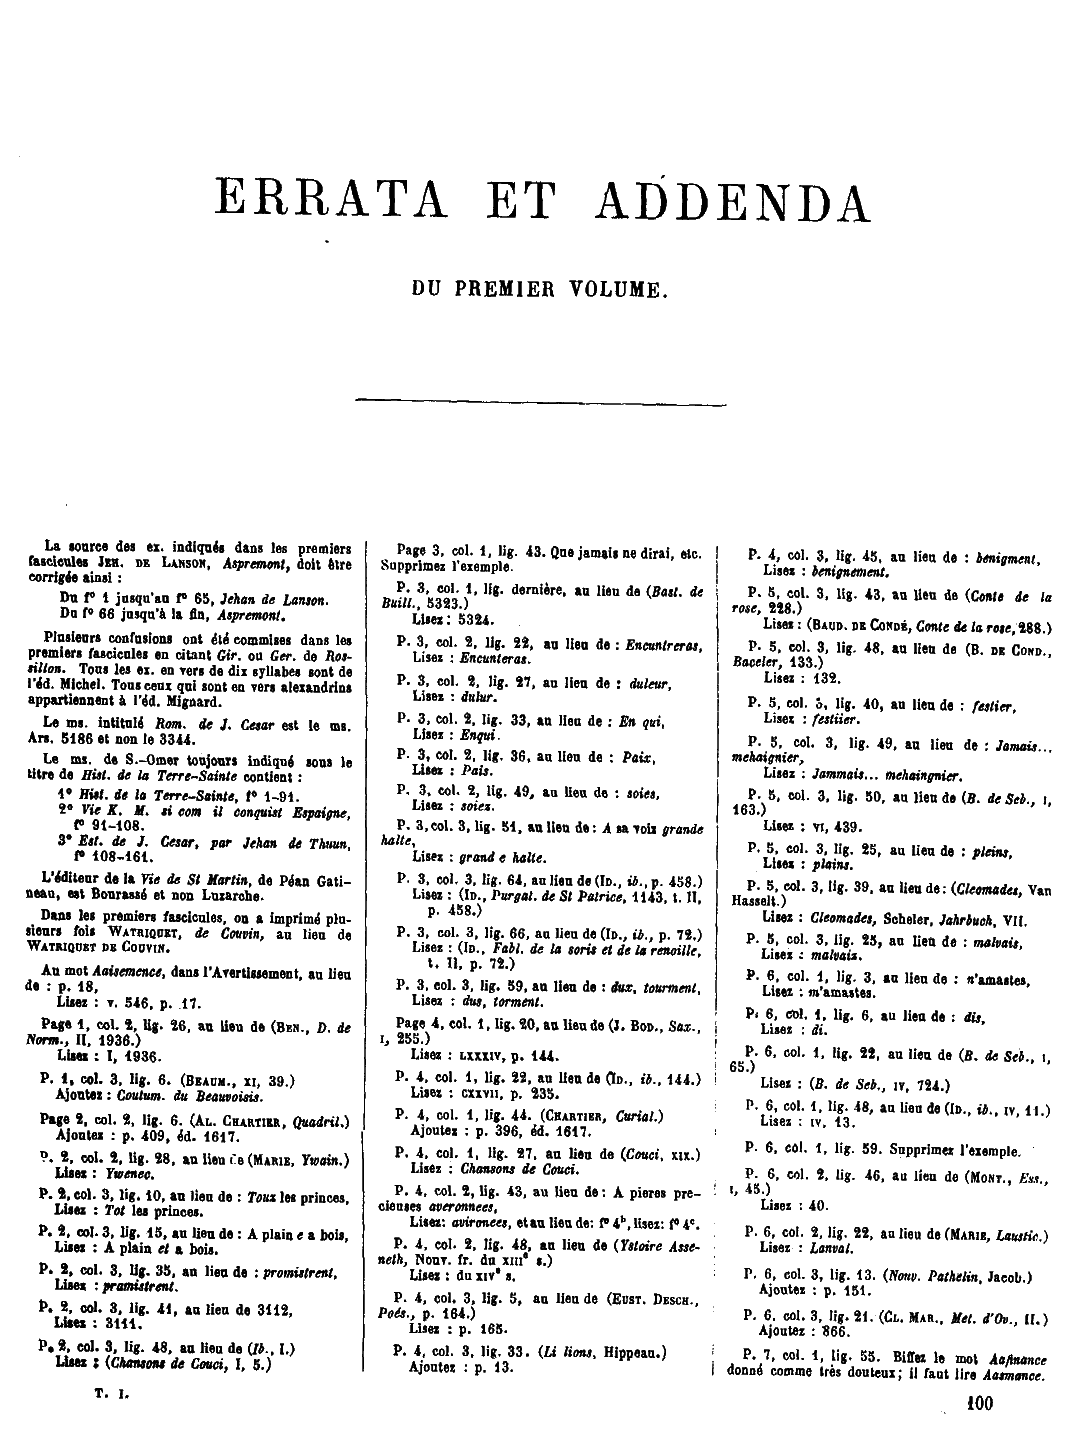 ERRATA ET ADDENDA
DU PREMIER VOLUME.
La source des ex. indiqués dans les premiers
fascicules JEH. DE LANSON, Aspremont, doit être
corrigée ainsi :
Du f° 1 jusqu'au f° 65, Jehan de Lanson.
Du f° 66 jusqu'à la fin, Aspremont.
Plusieurs confusions ont été commises dans les
premiers fascicules en citant Gir. ou Ger. de Ros-
sillon. Tous les ex. en vers de dix syllabes sont de
l'éd. Michel. Tous ceux qui sont en vers alexandrins
appartiennent à l'éd. Mignard.
Le ms. intitulé Rom. de J. Cesar est le ms.
Ars. 5186 et non le 3344.
Le ms. de S.-Omer toujours indiqué sous le
titre de Hist. de la Terre-Sainte contient :
1° Hist. de la Terre-Sainte, f° 1-91.
2° Vie K. M. si com il conquist Espaigne,
f° 91-108.
3° Est. de J. Cesar, par Jehan de Thuun,
f° 108-161.
L'éditeur de la Vie de St Martin, de Péan Gati-
neau, est Bourassé et non Luzarche.
Dans les premiers fascicules, on a imprimé plu-
sieurs fois WATRIQUET, de Couvin, au lieu de
WATRIQUET DE COUVIN.
Au mot Aaisemence, dans l'Avertissement, au lieu
de : p. 18,
Lisez : v. 546, p. 17.
Page 1, col. 2, lig. 26, au lieu de (BEN., D. de
Norm., II, 1936.)
Lisez : I, 1936.
P. 1, col. 3, lig. 6. (BEAUM., XI, 39.)
Ajoutez : Coutum. du Beauvoisis.
Page 2, col. 2, lig. 6. (AL. CHARTIER, Quadril.)
Ajoutez : p. 409, éd. 1617.
P. 2, col. 2, lig. 28, au lieu de (MARIE, Ywain.)
Lisez : Ywenec.
P. 2, col. 3, lig. 10, au lieu de : Toux les princes,
Lisez : Tot les princes.
P. 2, col. 3, lig. 15, au lieu de : A plain e a bois,
Lisez : A plain et a bois.
P. 2, col. 3, lig. 35, au lieu de : promistrent,
Lisez : pramistrent.
P. 2, col. 3, lig. 41, au lieu de 3112,
Lisez : 3111.
P. 2, col. 3, lig. 48, au lieu de (Ib., I.)
Lisez : (Chansons de Couci, I, 5.)
T. I.
Page 3, col. 1, lig. 43. Que jamais ne dirai, etc.
Supprimez l'exemple.
P. 3, col. 1, lig. dernière, au lieu de (Bast. de
Buill., 5323.)
Lisez : 5324.
P. 3, col. 2, lig. 22, au lieu de : Encuntreras,
Lisez : Encunteras.
P. 3, col. 2, lig. 27, au lieu de : duleur,
Lisez : dulur.
P. 3, col. 2, lig. 33, au lieu de : En qui,
Lisez : Enqui.
P. 3, col. 2, lig. 36, au lieu de : Paix,
Lisez : Pais.
P. 3, col. 2, lig. 49, au lieu de : soies,
Lisez : soiez.
P. 3, col. 3, lig. 51, au lieu de : A sa voix grande
halte,
Lisez : grand e halte.
P. 3, col. 3, lig. 64, au lieu de (ID., ib., p. 458.)
Lisez : (ID., Purgat. de St Patrice, 1143, t. II,
p. 458.)
P. 3, col. 3, lig. 66, au lieu de (ID., ib., p. 72.)
Lisez : (ID., Fabl. de la soris et de la renoille,
t. II, p. 72.)
P. 3, col. 3, lig. 59, au lieu de : dux, tourment,
Lisez : dus, torment.
Page 4, col. 1, lig. 20, au lieu de (J. BOD., Sax.,
I, 255.)
Lisez : LXXXIV, p. 144.
P. 4, col. 1, lig. 22, au lieu de (ID., ib., 144.)
Lisez : CXXVII, p. 235.
P. 4, col. 1, lig. 44. (CHARTIER, Curial.)
Ajoutez : p. 396, éd. 1617.
P. 4, col. 1, lig. 27, au lieu de (Couci, XIX.)
Lisez : Chansons de Couci.
P. 4, col. 2, lig. 43, au lieu de : A pieres pre-
cieuses averonnees,
Lisez: avironees, et au lieu de: f° 4b, lisez: f° 4c.
P. 4, col. 2, lig. 48, au lieu de (Ystoire Asse-
neth, Nouv. fr. du XIIIe s.)
Lisez : du XIVe s.
P. 4, col. 3, lig. 5, au lieu de (EUST. DESCH.,
Poés., p. 164.)
Lisez : p. 165.
P. 4, col. 3, lig. 33. (Li lions, Hippeau.)
Ajoutez : p. 13.
P. 4, col. 3, lig. 45, au lieu de : benigment,
Lisez : benignement.
P. 5, col. 3, lig. 43, au lieu de (Conte de la
rose, 228.)
Lisez : (BAUD. DE CONDÉ, Conte de la rose, 288.)
P. 5, col. 3, lig. 48, au lieu de (B. DE COND.,
Baceler, 133.)
Lisez : 132.
P. 5, col. 3, lig. 40, au lieu de : festier,
Lisez : festiier.
P. 5, col. 3, lig. 49, au lieu de : Jamais...
mehaignier,
Lisez : Jammais... mehaingnier.
P. 5, col. 3, lig. 50, au lieu de (B. de Seb., I,
163.)
Lisez : VI, 439.
P. 5, col. 3, lig. 25, au lieu de : pleins,
Lisez : plains.
P. 5, col. 3, lig. 39, au lieu de : (Cleomades, Van
Hasselt.)
Lisez : Cleomades, Scheler, Jahrbuch, VII.
P. 5, col. 3, lig. 25, au lieu de : malvais,
Lisez : malvaix.
P. 6, col. 1, lig. 3, au lieu de : n'amastes,
Lisez : m'amastes.
P. 6, col. 1, lig. 6, au lieu de : dis,
Lisez : di.
P. 6, col. 1, lig. 22, au lieu de (B. de Seb., I,
65.)
Lisez : (B. de Seb., IV, 724.)
P. 6, col. 1, lig. 48, au lieu de (ID., ib., IV, 11.)
Lisez : IV, 13.
P. 6, col. 1, lig. 59. Supprimez l'exemple.
P. 6, col. 2, lig. 46, au lieu de (MONT., Ess.,
I, 45.)
Lisez : 40.
P. 6, col. 2, lig. 22, au lieu de (MARIE, Laustic.)
Lisez : Lanval.
P. 6, col. 3, lig. 13. (Nouv. Pathelin, Jacob.)
Ajoutez : p. 151.
P. 6, col. 3, lig. 21. (CL. MAR., Met. d'Ov., II.)
Ajoutez : 866.
P. 7, col. 1, lig. 55. Biffez le mot Aafinance
donné comme très douteux ; il faut lire Aasmance.
100